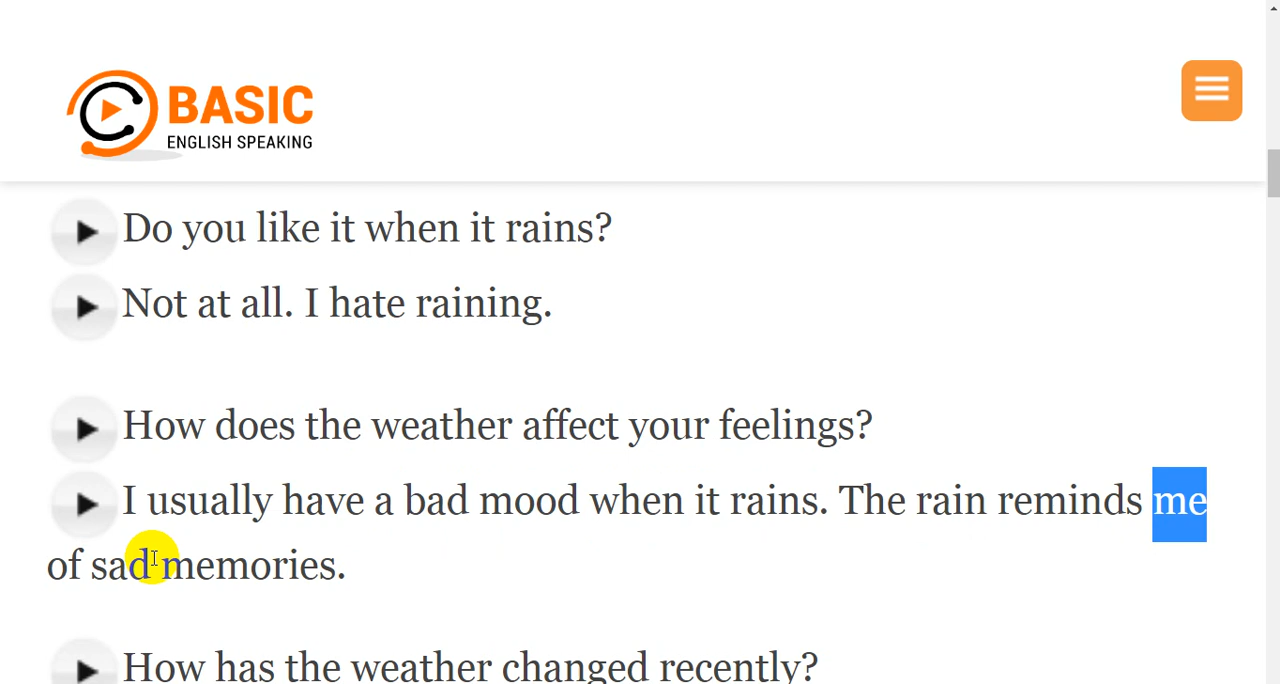 BASIC
ENGLISH SPEAKING
Do you like it when it rains?
Not at all. I hate raining.
How does the weather affect your feelings?
I usually have a bad mood when it rains. The rain reminds me
of sad memories.
How has the weather changed recently?